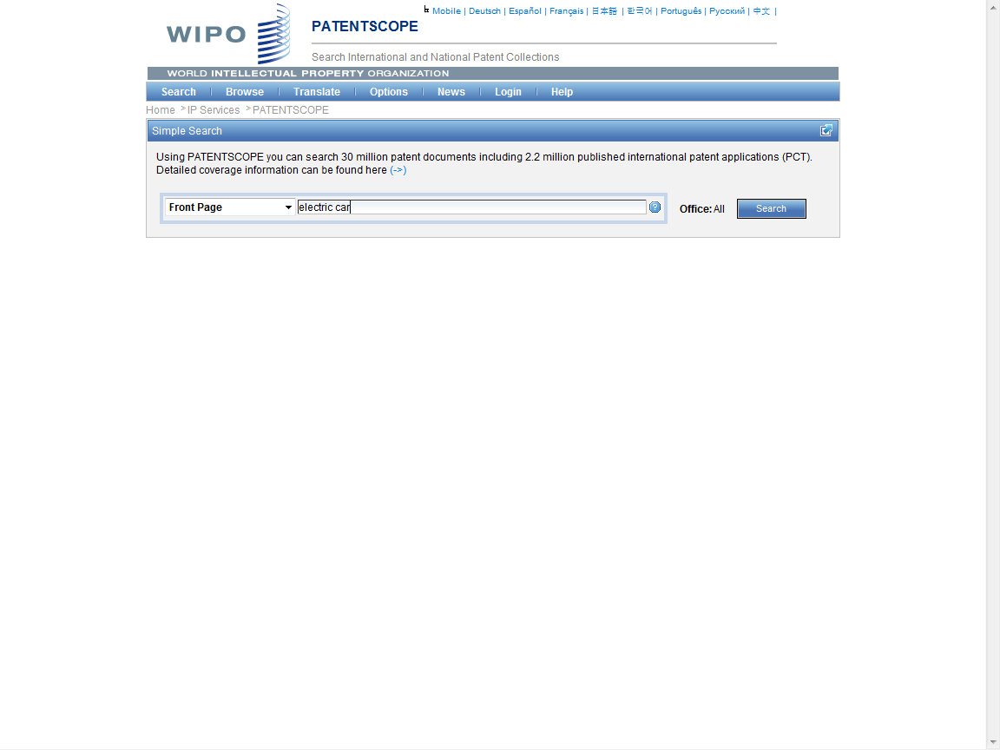 Mobile | Deutsch | Español | Français | 日本語 | 한국어 | Português | Русский | 中文 |
WIPO
PATENTSCOPE
Search International and National Patent Collections
WORLD INTELLECTUAL PROPERTY ORGANIZATION
Search | Browse | Translate | Options | News | Login | Help
Home > IP Services > PATENTSCOPE
Simple Search
Using PATENTSCOPE you can search 30 million patent documents including 2.2 million published international patent applications (PCT).
Detailed coverage information can be found here (->)
Front Page electric car ? Office: All Search